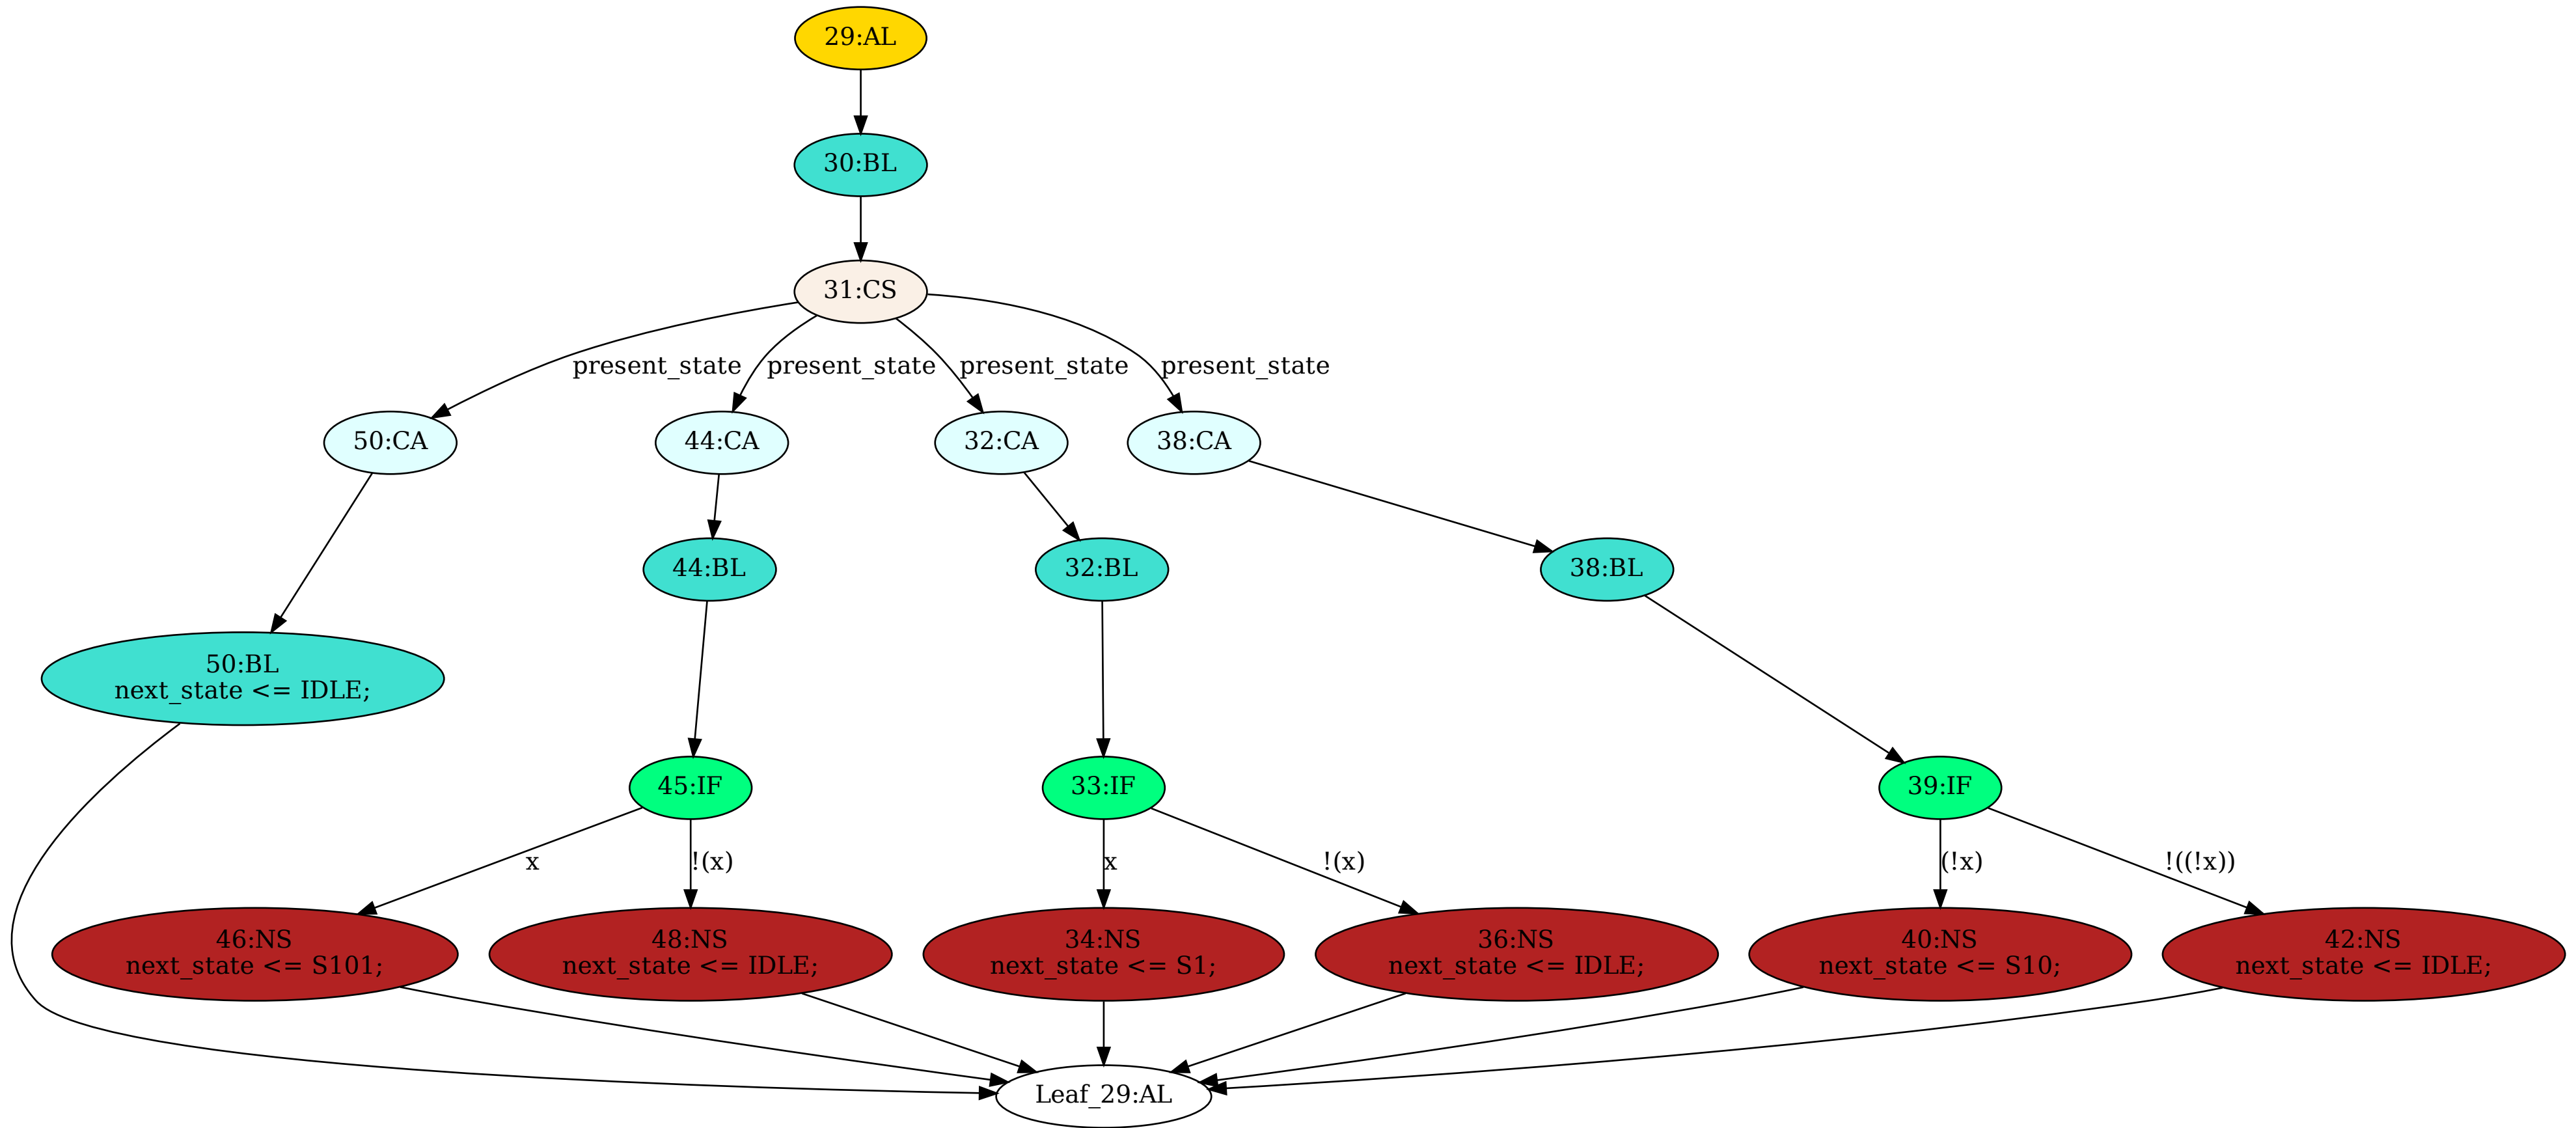 29:AL
30:BL
31:CS
present_state
present_state
present_state
present_state
50:CA
44:CA
32:CA
38:CA
44:BL
32:BL
38:BL
50:BL
next_state <= IDLE;
45:IF
33:IF
39:IF
x
!(x)
x
!(x)
(!x)
!((!x))
46:NS
next_state <= S101;
48:NS
next_state <= IDLE;
34:NS
next_state <= S1;
36:NS
next_state <= IDLE;
40:NS
next_state <= S10;
42:NS
next_state <= IDLE;
Leaf_29:AL